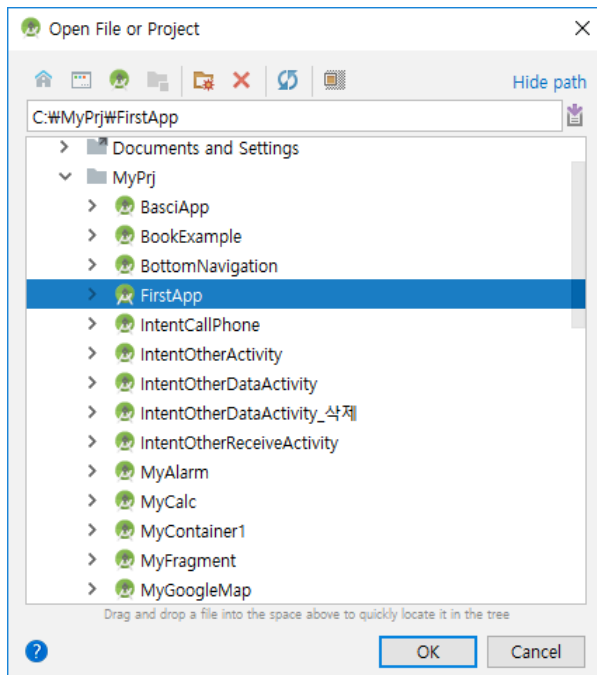 Open File or Project
Hide path
C:₩MyPrj₩FirstApp
Documents and Settings
MyPrj
BasciApp
BookExample
BottomNavigation
FirstApp
IntentCallPhone
IntentOtherActivity
IntentOtherDataActivity
IntentOtherDataActivity_삭제
IntentOtherReceiveActivity
MyAlarm
MyCalc
MyContainer1
MyFragment
MyGoogleMap
Drag and drop a file into the space above to quickly locate it in the tree
? OK Cancel